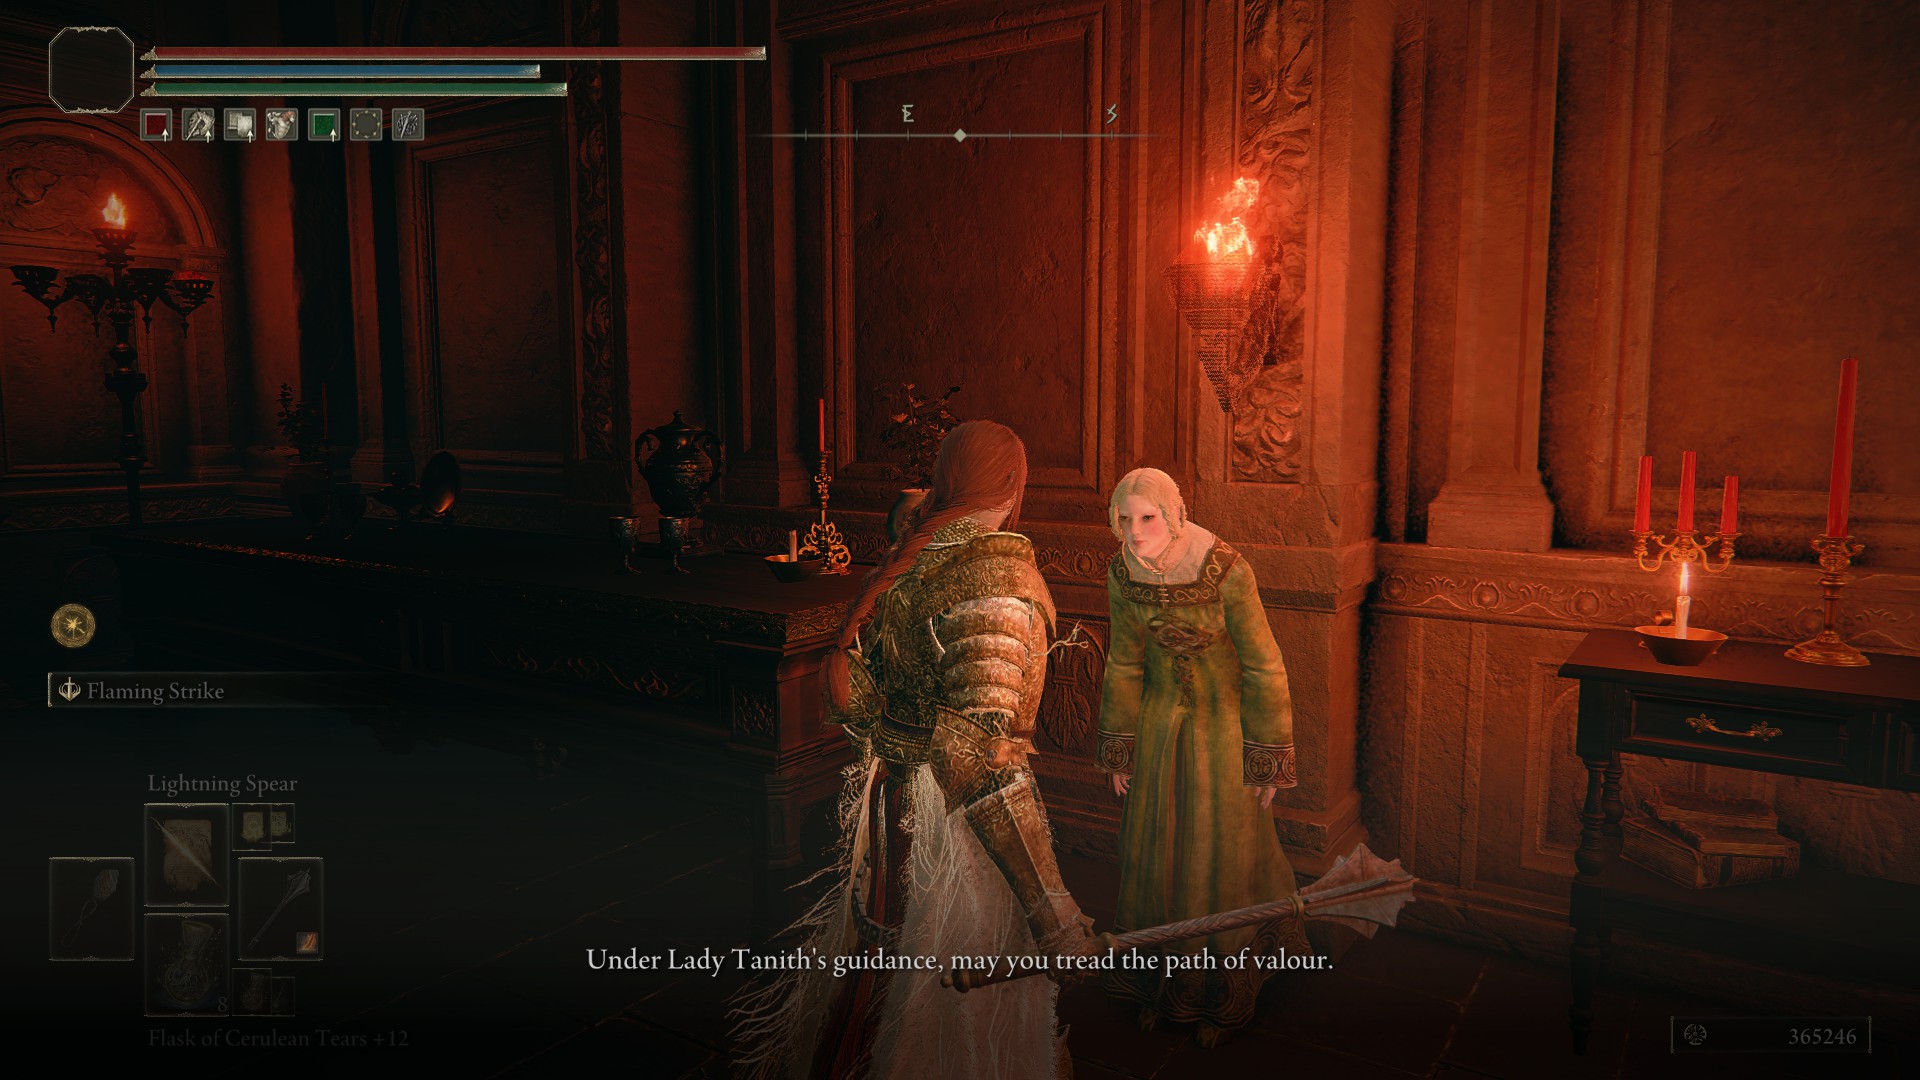 E S
Flaming Strike
Lightning Spear
Under Lady Tanith's guidance, may you tread the path of valour.
8
Flask of Cerulean Tears +12
365246